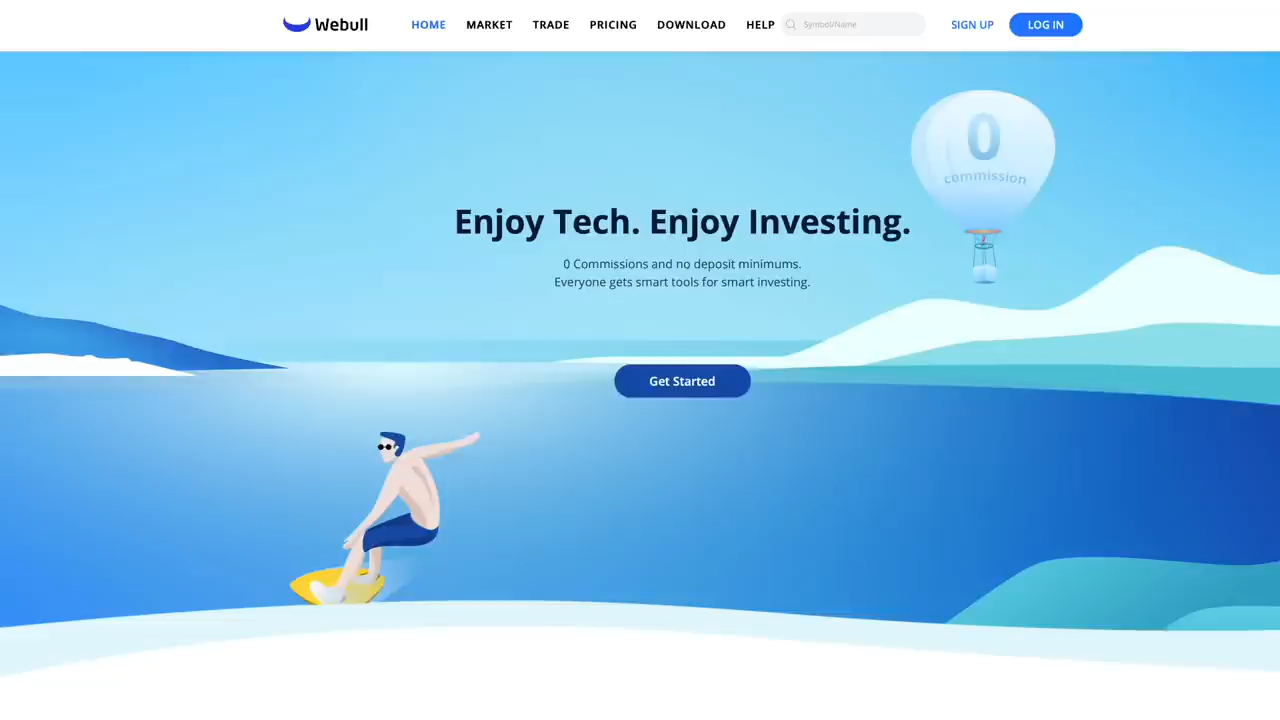 Webull
HOME MARKET TRADE PRICING DOWNLOAD HELP
Symbol/Name
SIGN UP
LOG IN
0
commission
Enjoy Tech. Enjoy Investing.
0 Commissions and no deposit minimums.
Everyone gets smart tools for smart investing.
Get Started